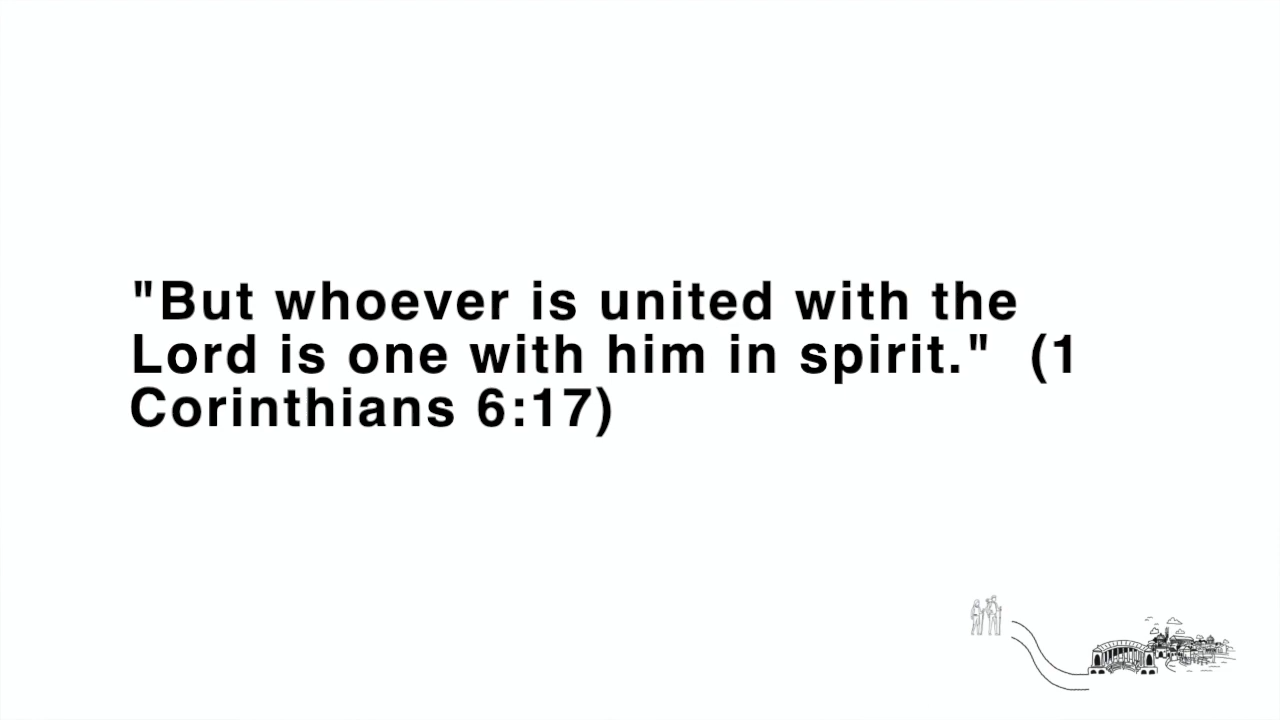 "But whoever is united with the
Lord is one with him in spirit."  (1
Corinthians 6:17)